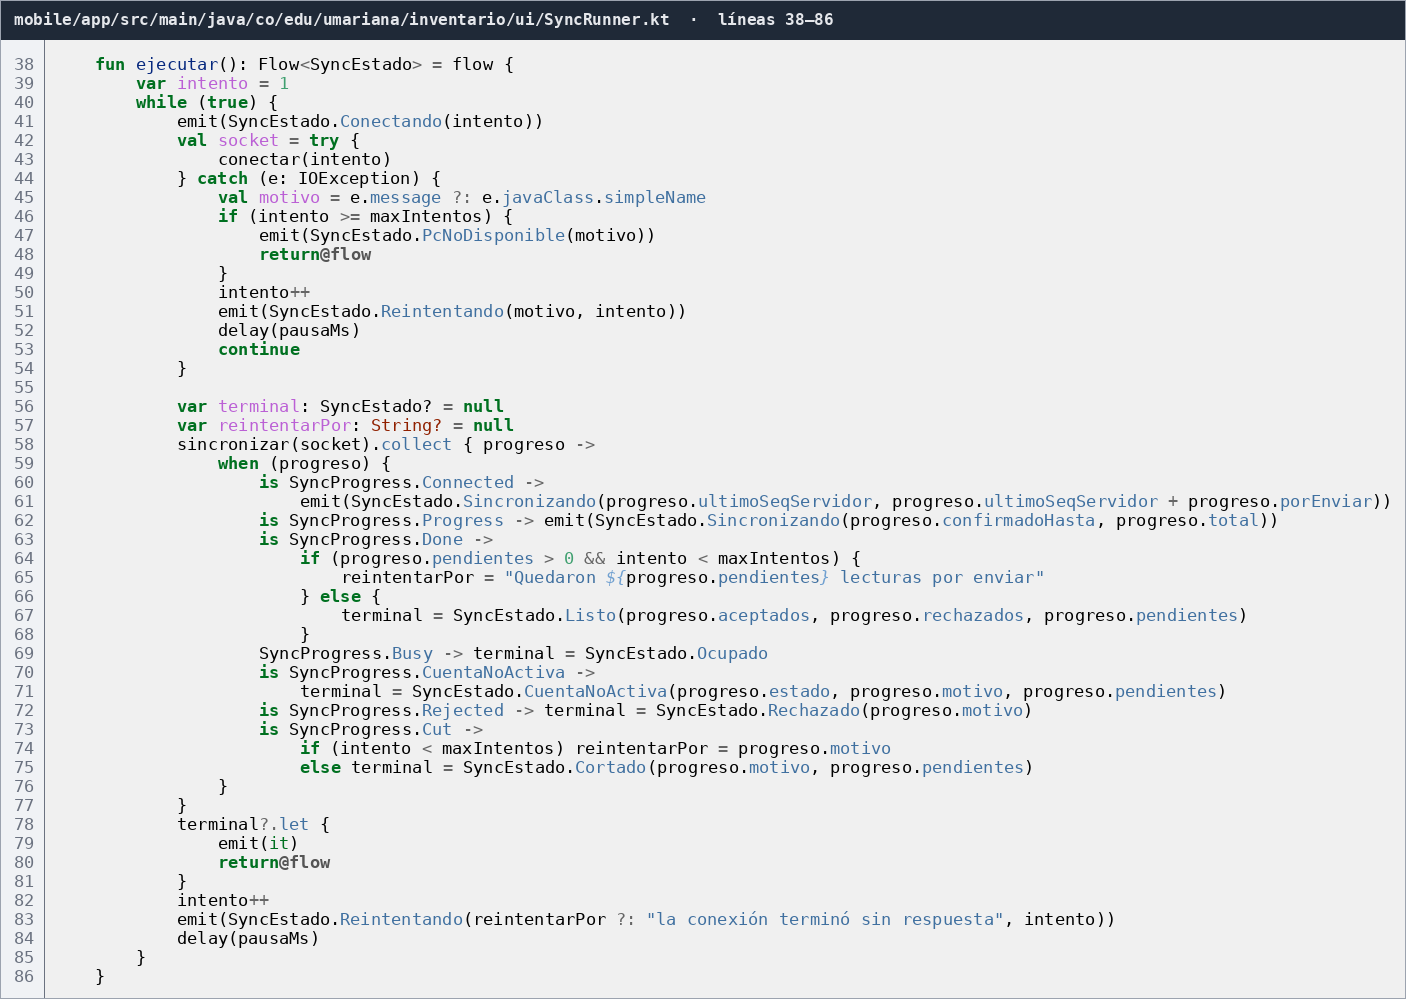 mobile/app/src/main/java/co/edu/umariana/inventario/ui/SyncRunner.kt · líneas 38–86
38 fun ejecutar(): Flow<SyncEstado> = flow {
39 var intento = 1
40 while (true) {
41 emit(SyncEstado.Conectando(intento))
42 val socket = try {
43 conectar(intento)
44 } catch (e: IOException) {
45 val motivo = e.message ?: e.javaClass.simpleName
46 if (intento >= maxIntentos) {
47 emit(SyncEstado.PcNoDisponible(motivo))
48 return@flow
49 }
50 intento++
51 emit(SyncEstado.Reintentando(motivo, intento))
52 delay(pausaMs)
53 continue
54 }
55
56 var terminal: SyncEstado? = null
57 var reintentarPor: String? = null
58 sincronizar(socket).collect { progreso ->
59 when (progreso) {
60 is SyncProgress.Connected ->
61 emit(SyncEstado.Sincronizando(progreso.ultimoSeqServidor, progreso.ultimoSeqServidor + progreso.porEnviar))
62 is SyncProgress.Progress -> emit(SyncEstado.Sincronizando(progreso.confirmadoHasta, progreso.total))
63 is SyncProgress.Done ->
64 if (progreso.pendientes > 0 && intento < maxIntentos) {
65 reintentarPor = "Quedaron ${progreso.pendientes} lecturas por enviar"
66 } else {
67 terminal = SyncEstado.Listo(progreso.aceptados, progreso.rechazados, progreso.pendientes)
68 }
69 SyncProgress.Busy -> terminal = SyncEstado.Ocupado
70 is SyncProgress.CuentaNoActiva ->
71 terminal = SyncEstado.CuentaNoActiva(progreso.estado, progreso.motivo, progreso.pendientes)
72 is SyncProgress.Rejected -> terminal = SyncEstado.Rechazado(progreso.motivo)
73 is SyncProgress.Cut ->
74 if (intento < maxIntentos) reintentarPor = progreso.motivo
75 else terminal = SyncEstado.Cortado(progreso.motivo, progreso.pendientes)
76 }
77 }
78 terminal?.let {
79 emit(it)
80 return@flow
81 }
82 intento++
83 emit(SyncEstado.Reintentando(reintentarPor ?: "la conexión terminó sin respuesta", intento))
84 delay(pausaMs)
85 }
86 }